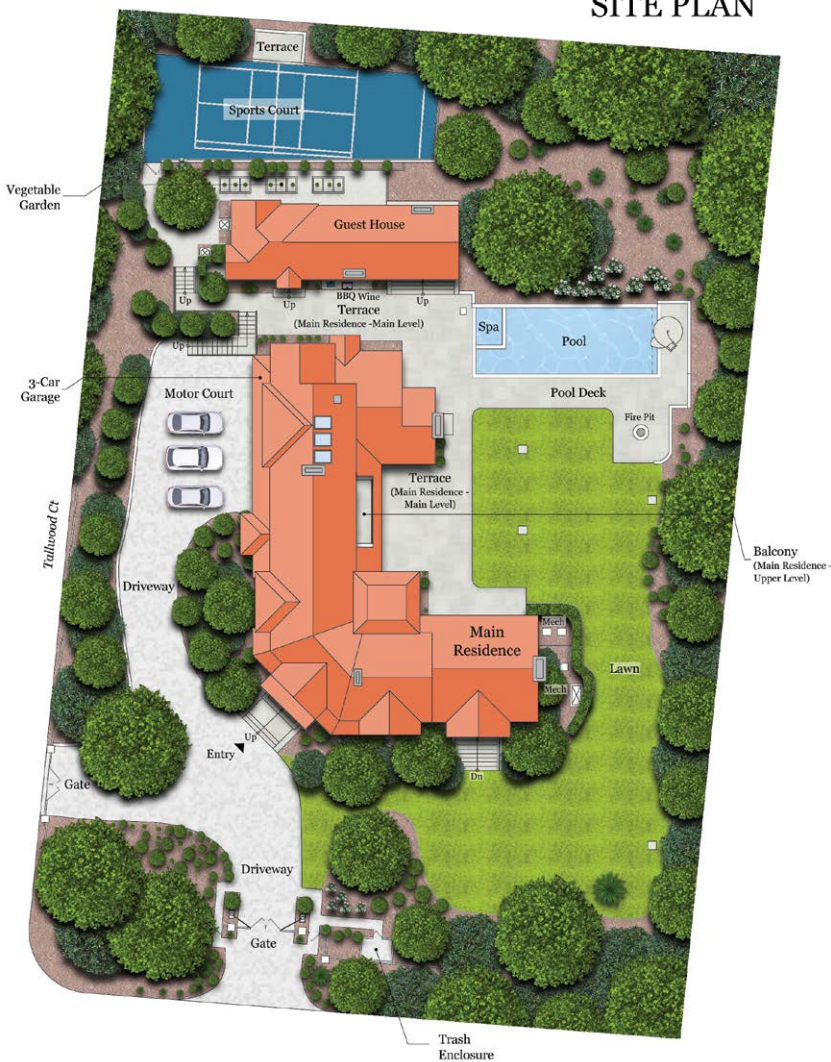 SITE PLAN
Terrace
Sports Court
Vegetable
Garden
Guest House
Up
Up
BBQ Wine
Up
Terrace
(Main Residence -Main Level)
Spa
Pool
Up
3-Car
Garage
Motor Court
Pool Deck
Fire Pit
Terrace
(Main Residence -
Main Level)
Tallwood Ct
Balcony
(Main Residence -
Upper Level)
Driveway
Mech
Main
Residence
Lawn
Mech
Up
Entry
Dn
Gate
Driveway
Gate
Trash
Enclosure